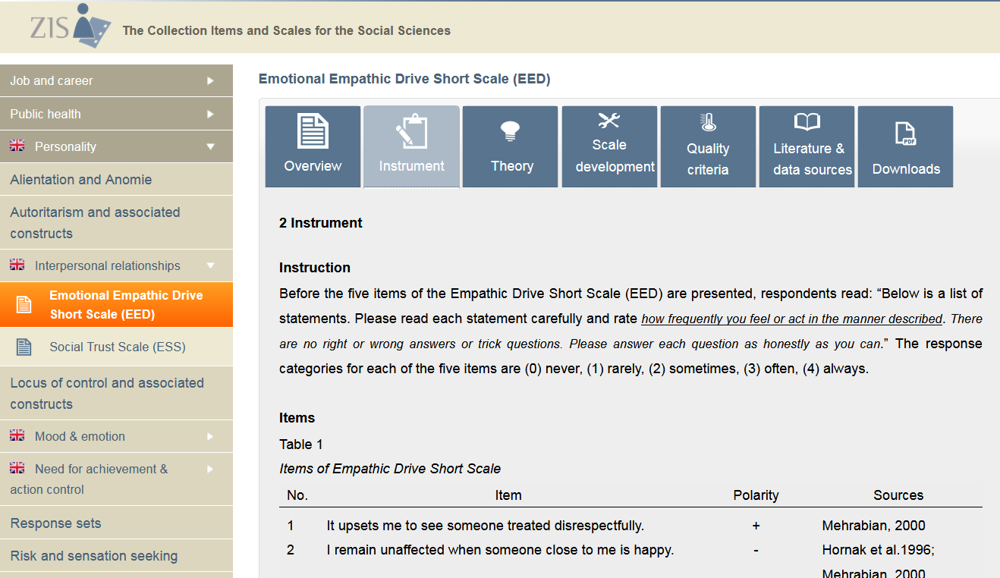 ZIS
The Collection Items and Scales for the Social Sciences
Job and career
Public health
Personality
Alientation and Anomie
Autoritarism and associated
constructs
Interpersonal relationships
Emotional Empathic Drive
Short Scale (EED)
Social Trust Scale (ESS)
Locus of control and associated
constructs
Mood & emotion
Need for achievement &
action control
Response sets
Risk and sensation seeking
Emotional Empathic Drive Short Scale (EED)
Overview
Instrument
Theory
Scale
development
Quality
criteria
Literature &
data sources
PDF
Downloads
2 Instrument
Instruction
Before the five items of the Empathic Drive Short Scale (EED) are presented, respondents read: “Below is a list of
statements. Please read each statement carefully and rate how frequently you feel or act in the manner described. There
are no right or wrong answers or trick questions. Please answer each question as honestly as you can.” The response
categories for each of the five items are (0) never, (1) rarely, (2) sometimes, (3) often, (4) always.
Items
Table 1
Items of Empathic Drive Short Scale
No. Item Polarity Sources
1 It upsets me to see someone treated disrespectfully. + Mehrabian, 2000
2 I remain unaffected when someone close to me is happy. - Hornak et al.1996;
Mehrabian, 2000